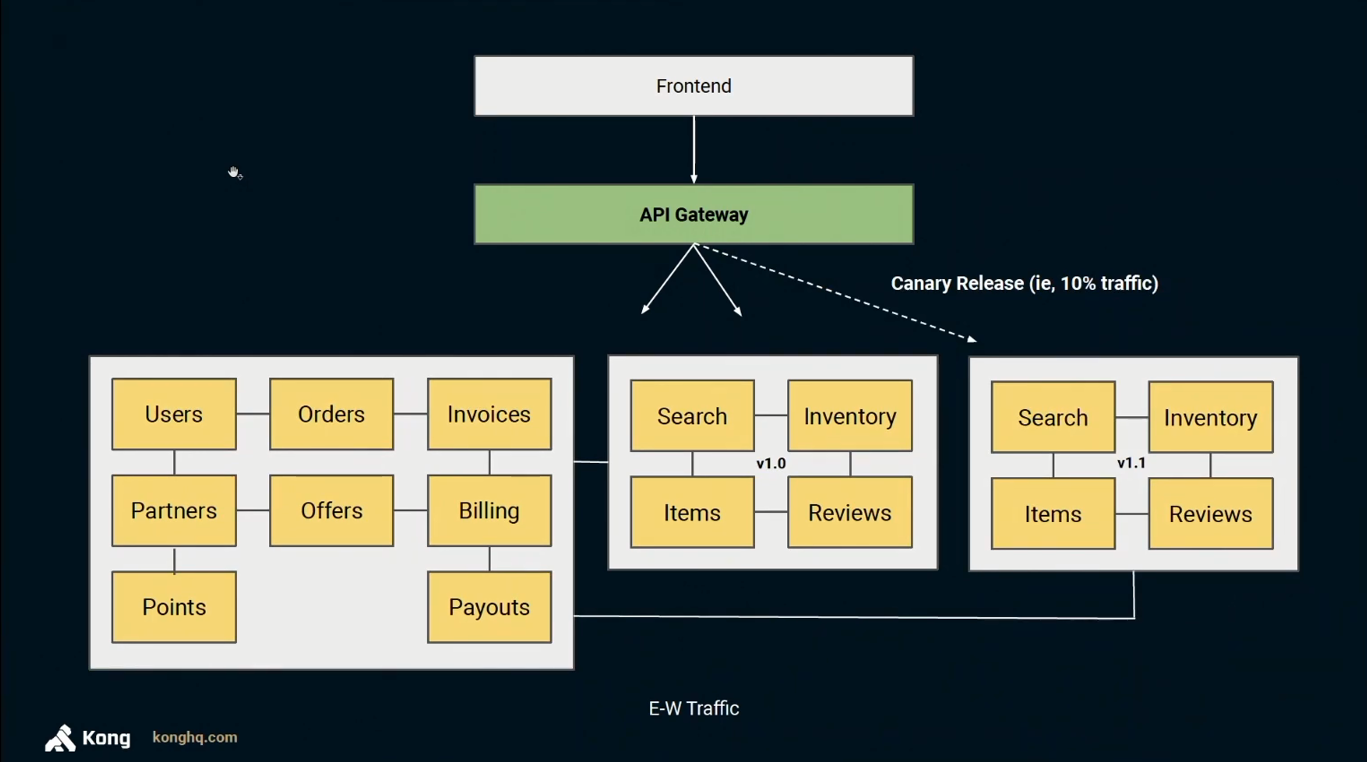 Frontend
API Gateway
Canary Release (ie, 10% traffic)
Users
Orders
Invoices
Partners
Offers
Billing
Points
Payouts
Search
Inventory
v1.0
Items
Reviews
Search
Inventory
v1.1
Items
Reviews
E-W Traffic
Kong
konghq.com